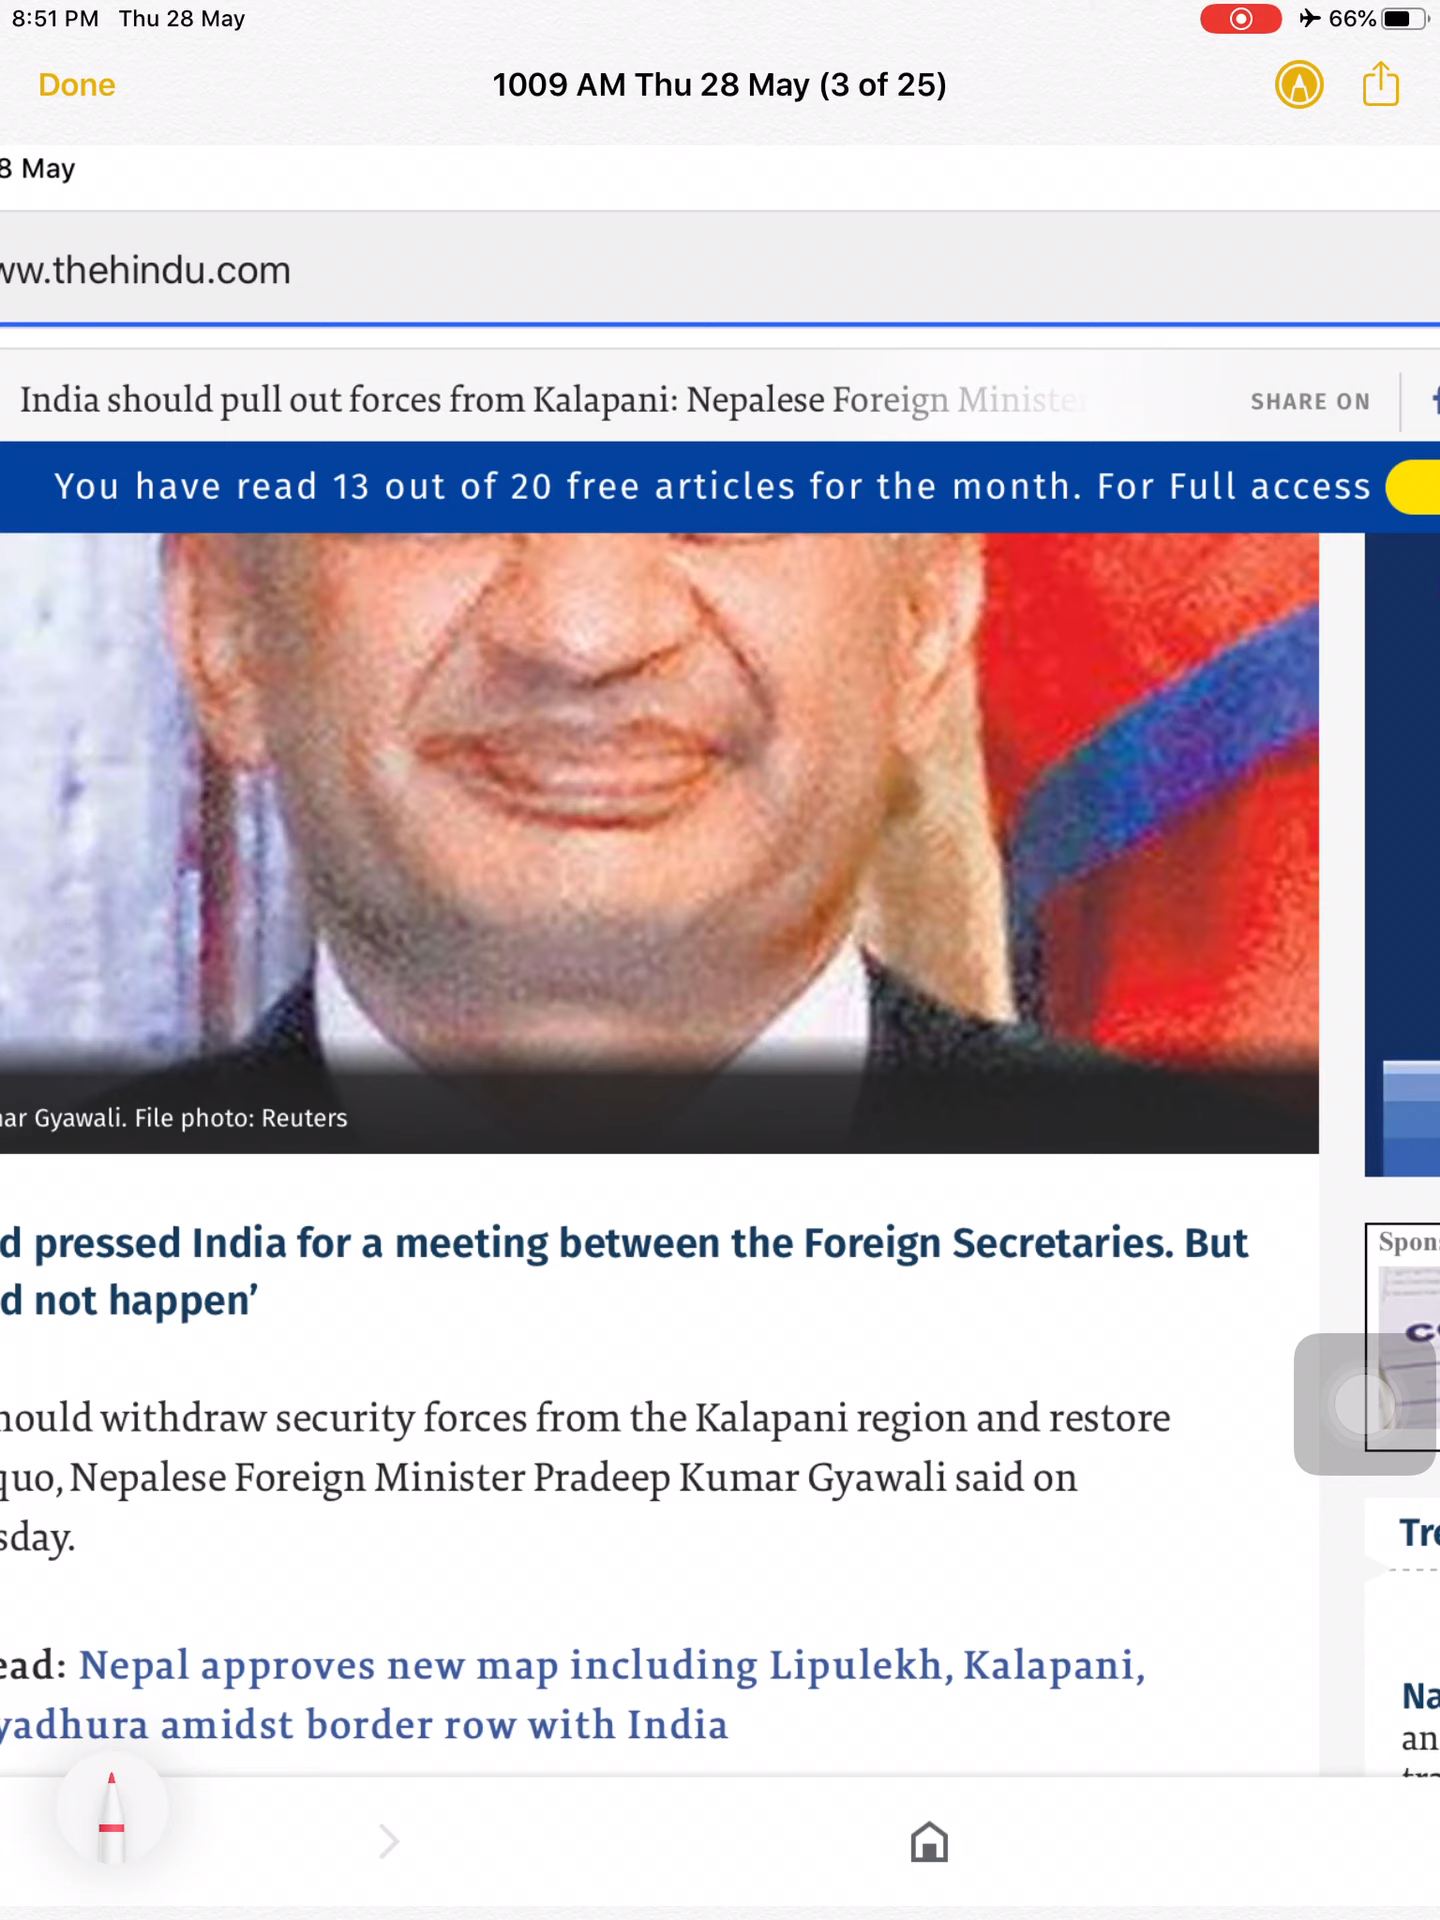 8:51 PM Thu 28 May
66%
Done
1009 AM Thu 28 May (3 of 25)
8 May
ww.thehindu.com
India should pull out forces from Kalapani: Nepalese Foreign Ministe
SHARE ON
You have read 13 out of 20 free articles for the month. For Full access
ar Gyawali. File photo: Reuters
d pressed India for a meeting between the Foreign Secretaries. But
d not happen’
hould withdraw security forces from the Kalapani region and restore
quo, Nepalese Foreign Minister Pradeep Kumar Gyawali said on
sday.
ead: Nepal approves new map including Lipulekh, Kalapani,
yadhura amidst border row with India
Spons
Tre
Na
an